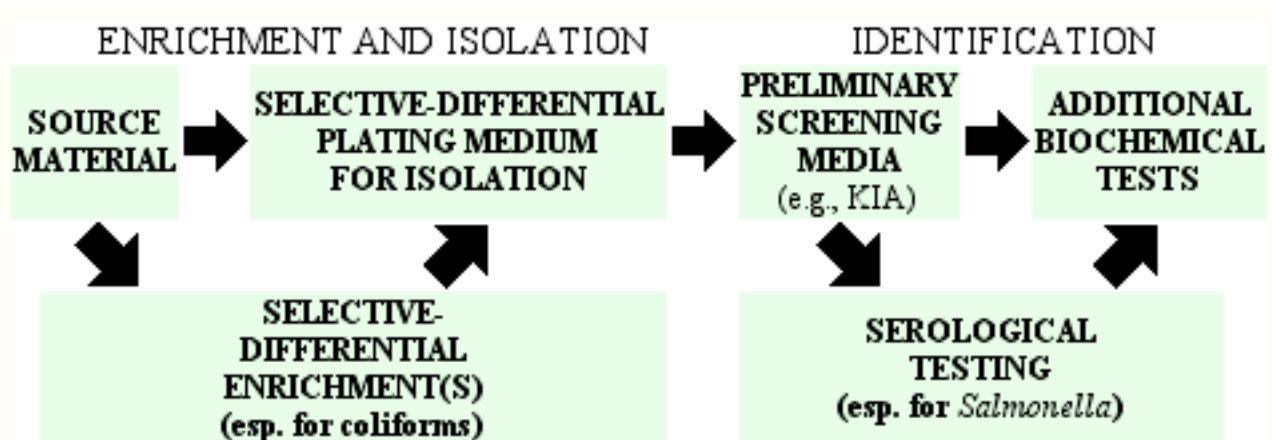 ENRICHMENT AND ISOLATION
IDENTIFICATION
SOURCE
MATERIAL
SELECTIVE-DIFFERENTIAL
PLATING MEDIUM
FOR ISOLATION
PRELIMINARY
SCREENING
MEDIA
(e.g., KIA)
ADDITIONAL
BIOCHEMICAL
TESTS
SELECTIVE-
DIFFERENTIAL
ENRICHMENT(S)
(esp. for coliforms)
SEROLOGICAL
TESTING
(esp. for Salmonella)